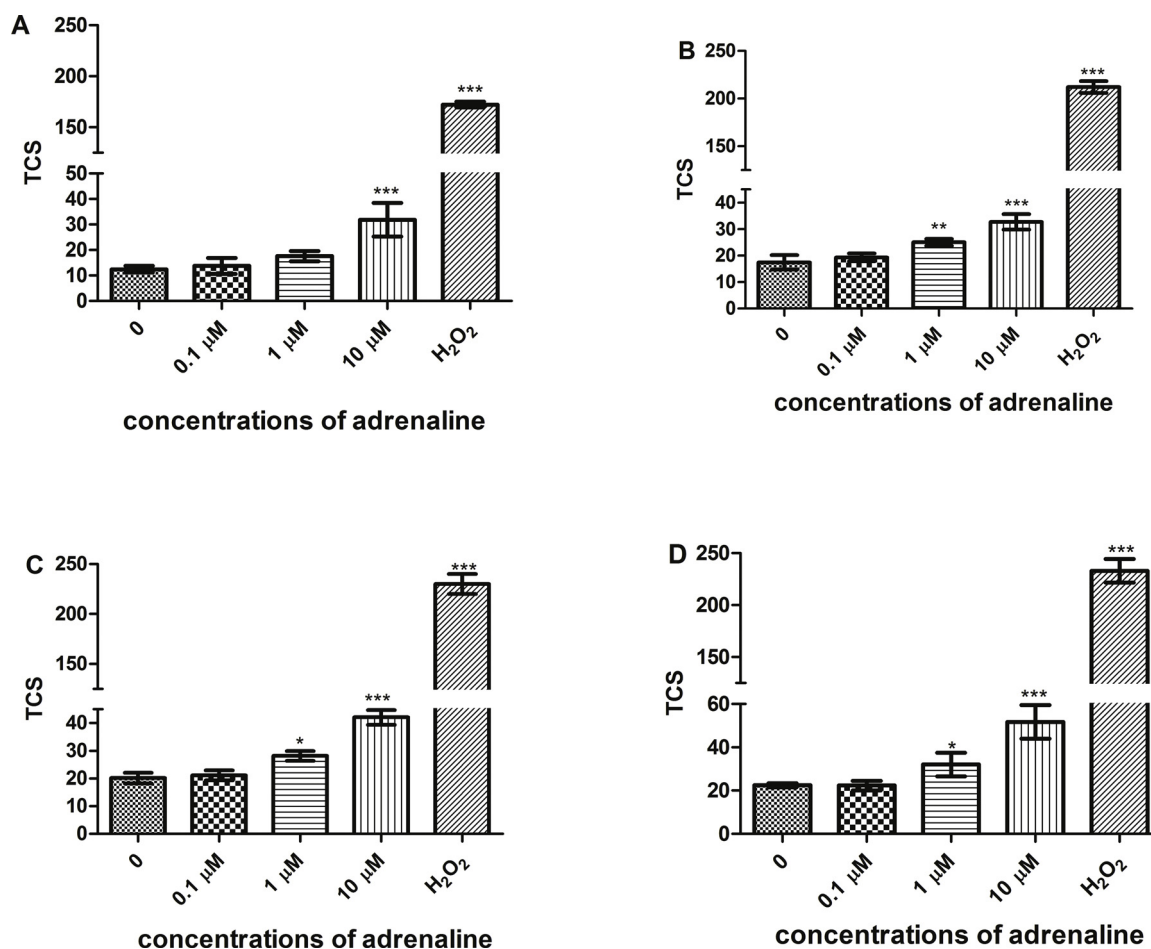 A
250
200
150
50
40
30
20
10
0
TCS
***
***
0
0.1 µM
1 µM
10 µM
H₂O₂
concentrations of adrenaline
B
250
200
150
40
30
20
10
0
TCS
**
***
***
0
0.1 µM
1 µM
10 µM
H₂O₂
concentrations of adrenaline
C
250
200
150
40
30
20
10
0
TCS
*
***
***
0
0.1 µM
1 µM
10 µM
H₂O₂
concentrations of adrenaline
D
250
200
150
60
40
20
0
TCS
*
***
***
0
0.1 µM
1 µM
10 µM
H₂O₂
concentrations of adrenaline